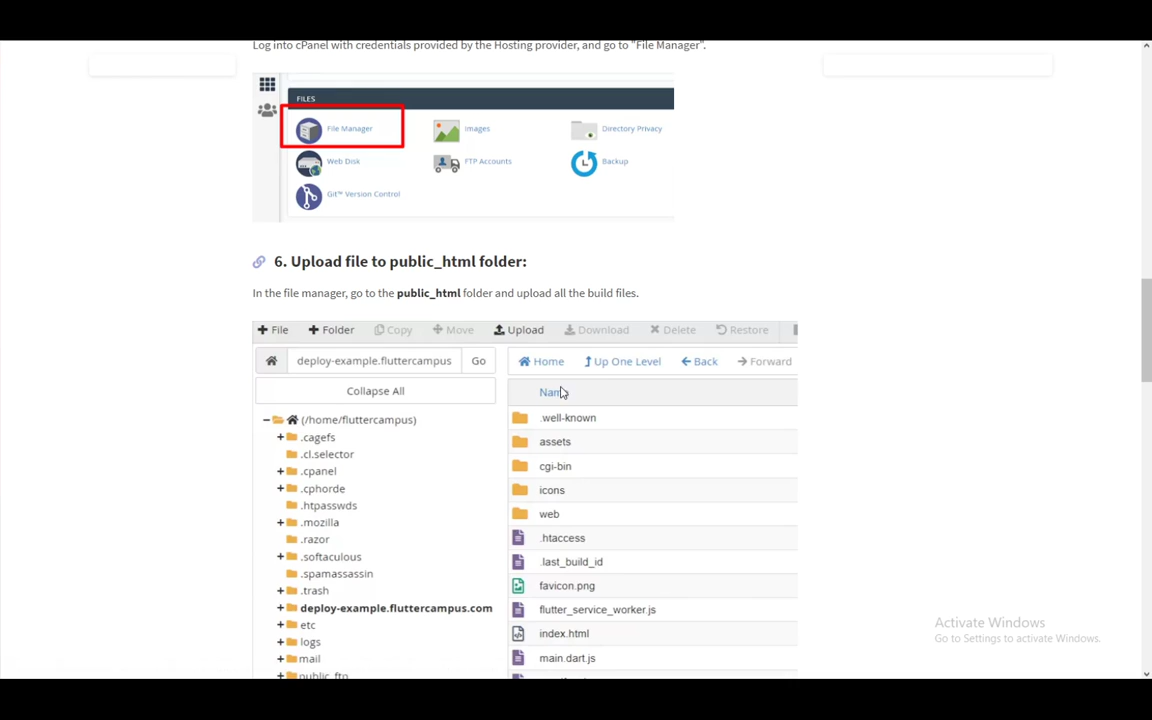 Log into cPanel with credentials provided by the Hosting provider, and go to "File Manager".
FILES
File Manager
Images
Directory Privacy
Web Disk
FTP Accounts
Backup
Git™ Version Control
6. Upload file to public_html folder:
In the file manager, go to the public_html folder and upload all the build files.
File Folder Copy Move Upload Download Delete Restore
deploy-example.fluttercampus Go Home Up One Level Back Forward
Collapse All
(/home/fluttercampus)
.cagefs
.cl.selector
.cpanel
.cphorde
.htpasswds
.mozilla
.razor
.softaculous
.spamassassin
.trash
deploy-example.fluttercampus.com
etc
logs
mail
public_ftp
Name
.well-known
assets
cgi-bin
icons
web
.htaccess
.last_build_id
favicon.png
flutter_service_worker.js
index.html
main.dart.js
Activate Windows
Go to Settings to activate Windows.